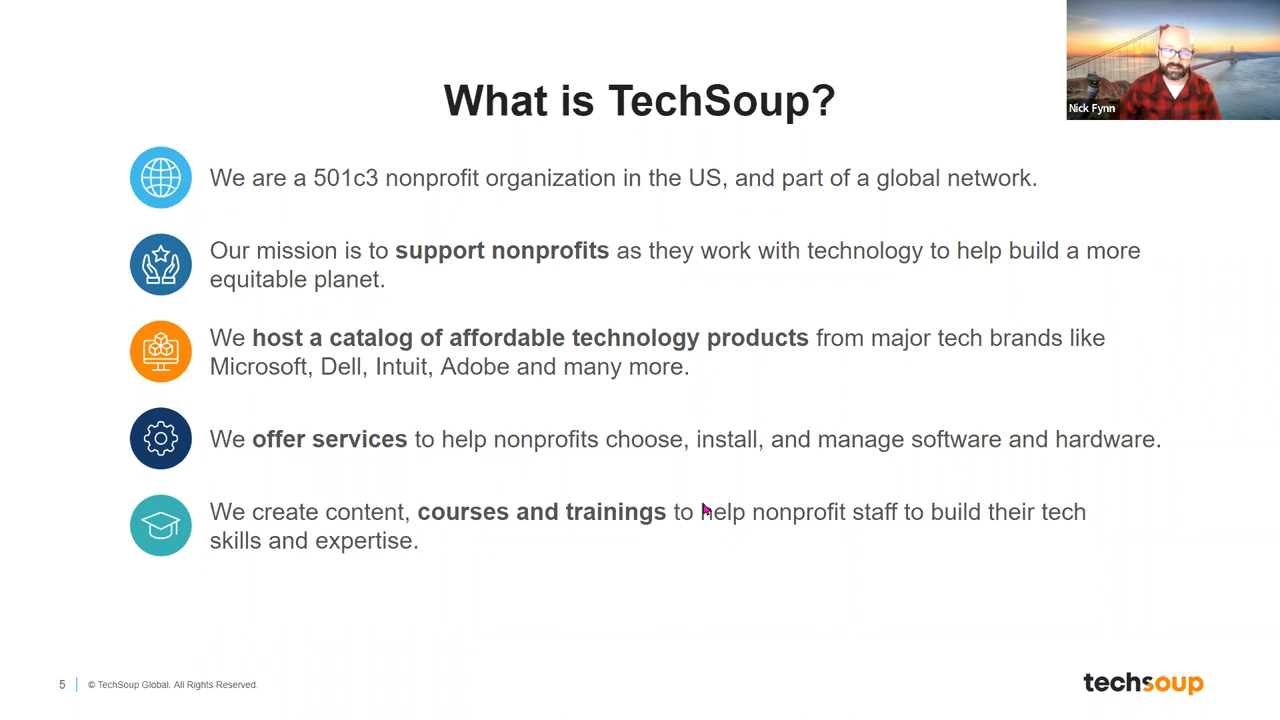 What is TechSoup?
Nick Fynn
We are a 501c3 nonprofit organization in the US, and part of a global network.
Our mission is to support nonprofits as they work with technology to help build a more
equitable planet.
We host a catalog of affordable technology products from major tech brands like
Microsoft, Dell, Intuit, Adobe and many more.
We offer services to help nonprofits choose, install, and manage software and hardware.
We create content, courses and trainings to help nonprofit staff to build their tech
skills and expertise.
5 | © TechSoup Global. All Rights Reserved.
techsoup